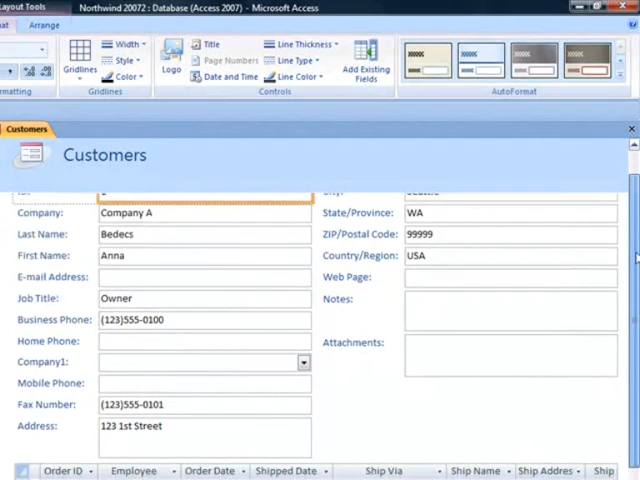 Layout Tools Northwind 20072 : Database (Access 2007) - Microsoft Access
Arrange
Width Title Line Thickness
Gridlines Style Logo Page Numbers Line Type Add Existing Fields
Color Date and Time Line Color
Gridlines Controls AutoFormat
Customers
Customers
Company: Company A State/Province: WA
Last Name: Bedecs ZIP/Postal Code: 99999
First Name: Anna Country/Region: USA
E-mail Address: Web Page:
Job Title: Owner Notes:
Business Phone: (123)555-0100
Home Phone: Attachments:
Company1:
Mobile Phone:
Fax Number: (123)555-0101
Address: 123 1st Street
Order ID Employee Order Date Shipped Date Ship Via Ship Name Ship Addres Ship